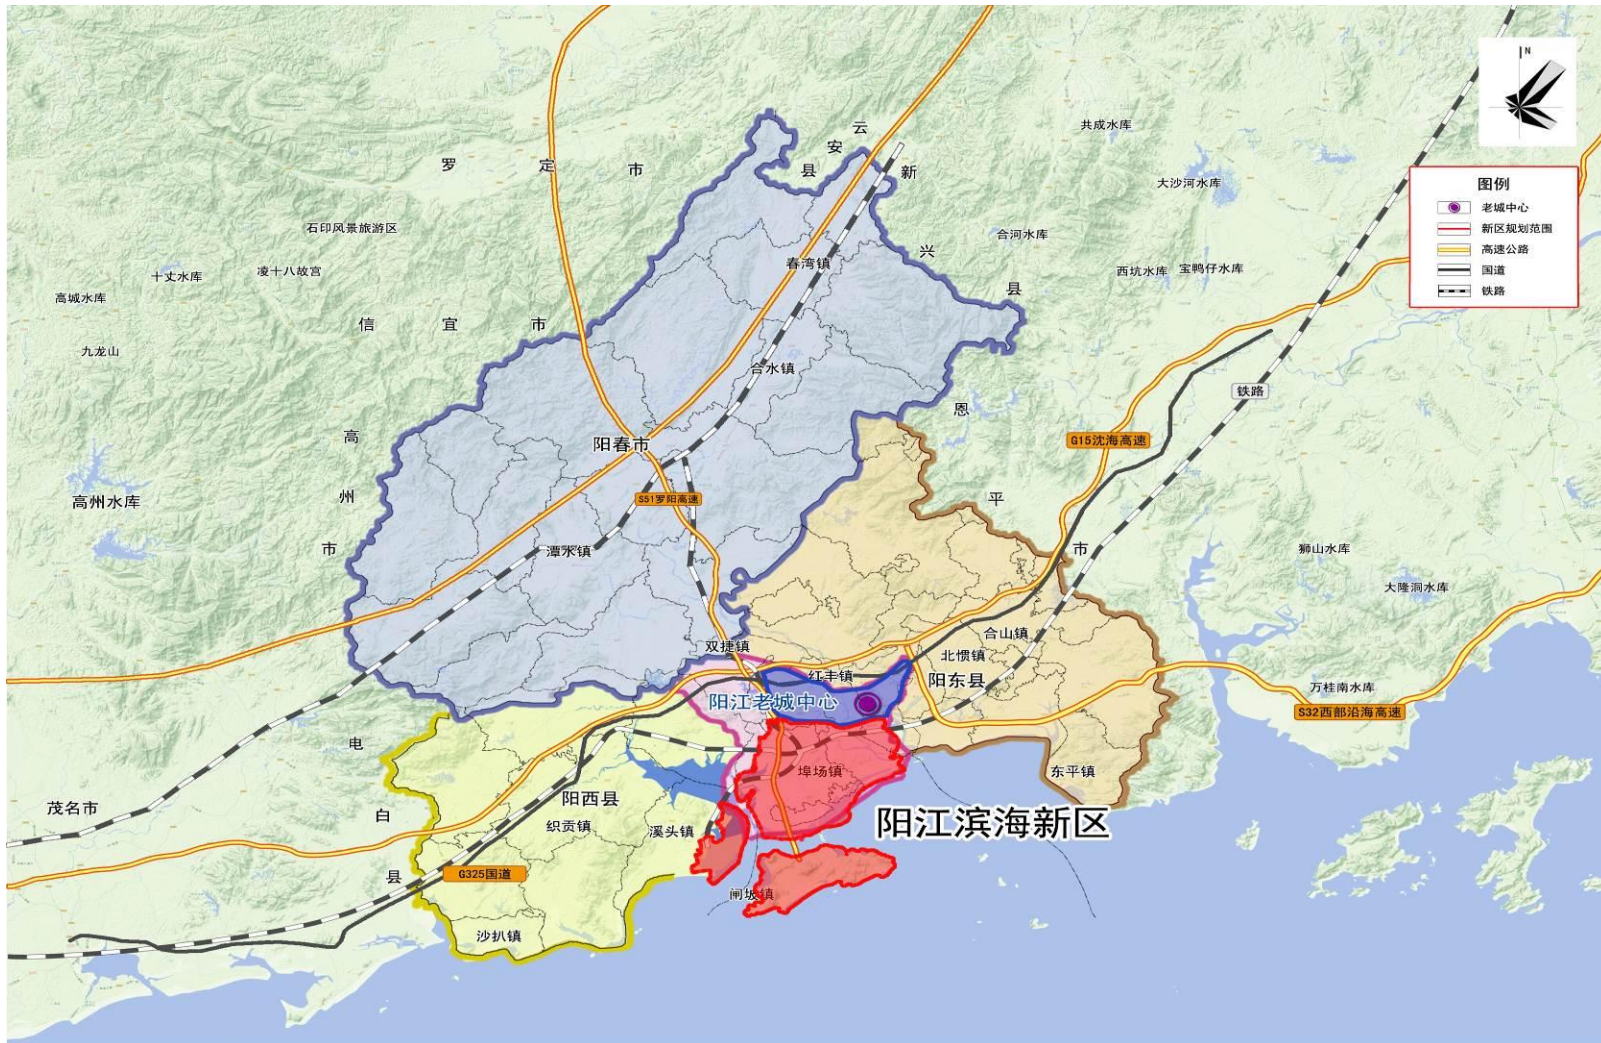 N
图例
老城中心
新区规划范围
高速公路
国道
铁路
云
安
县
新
兴
县
共成水库
大沙河水库
合河水库
西坑水库
宝鸭仔水库
罗
定
市
石印风景旅游区
十丈水库
凌十八故宫
高城水库
信
宜
市
九龙山
春湾镇
合水镇
恩
平
市
铁路
G15沈海高速
高
州
市
阳春市
高州水库
S51罗阳高速
潭水镇
狮山水库
大隆洞水库
双捷镇
合山镇
北惯镇
红丰镇
阳东县
阳江老城中心
万桂南水库
S32西部沿海高速
电
白
县
东平镇
埠场镇
阳西县
茂名市
织贡镇
溪头镇
阳江滨海新区
G325国道
闸坡镇
沙扒镇